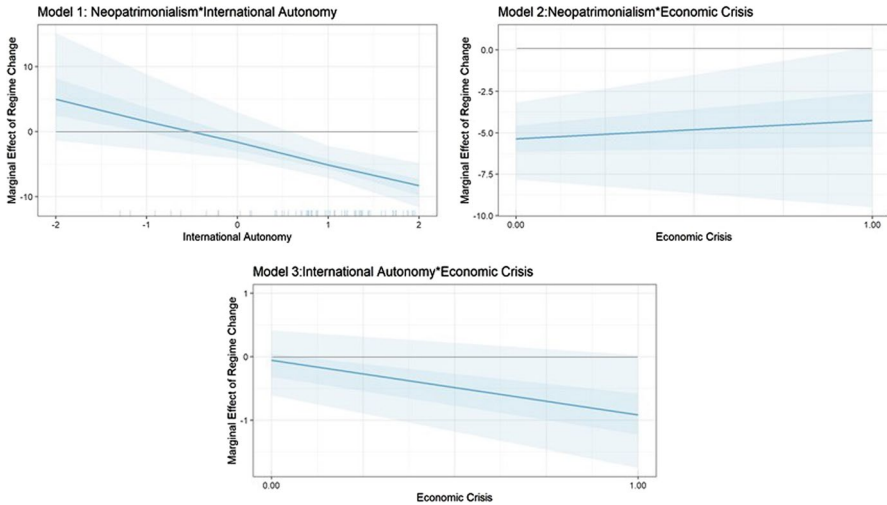 Model 1: Neopatrimonialism*International Autonomy
Marginal Effect of Regime Change
10
0
-10
-2
-1
0
1
2
International Autonomy
Model 2:Neopatrimonialism*Economic Crisis
Marginal Effect of Regime Change
0.0
-2.5
-5.0
-7.5
-10.0
0.00
1.00
Economic Crisis
Model 3:International Autonomy*Economic Crisis
Marginal Effect of Regime Change
1
0
-1
0.00
1.00
Economic Crisis